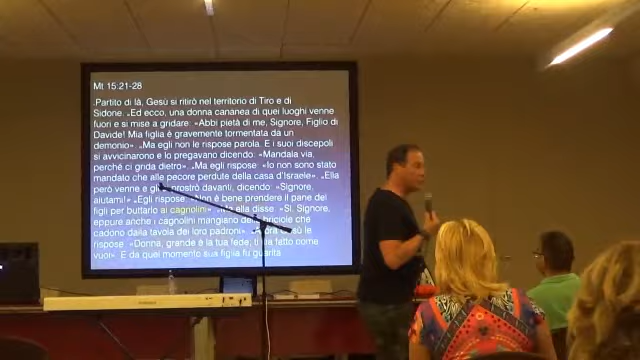 Mt 15:21-28
.Partito di là, Gesù si ritirò nel territorio di Tiro e di
Sidone. «Ed ecco, una donna cananea di quei luoghi venne
fuori e si mise a gridare: «Abbi pietà di me, Signore, Figlio di
Davide! Mia figlia è gravemente tormentata da un
demonio». «Ma egli non le rispose parola. E i suoi discepoli
si avvicinarono e lo pregavano dicendo: «Mandala via,
perché ci grida dietro». «Ma egli rispose: «Io non sono stato
mandato che alle pecore perdute della casa d'Israele». «Ella
però venne e gli si prostrò davanti, dicendo: «Signore,
aiutami!» «Egli rispose: «Non è bene prendere il pane dei
figli per buttarlo ai cagnolini» «Ma ella disse: «Sì, Signore,
eppure anche i cagnolini mangiano delle briciole che
cadono dalla tavola dei loro padroni». «Allora Gesù le
rispose: «Donna, grande è la tua fede; ti sia fatto come
vuoi». E da quel momento sua figlia fu guarita